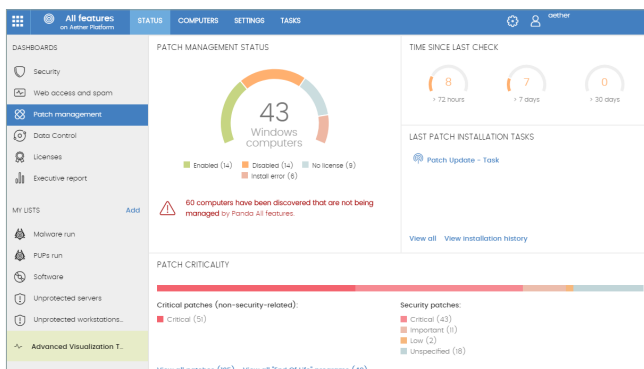 All features
on Aether Platform
STATUS
COMPUTERS
SETTINGS
TASKS
aether
DASHBOARDS
Security
Web access and spam
Patch management
Data Control
Licenses
Executive report
MY LISTS
Add
Malware run
PUPs run
Software
Unprotected servers
Unprotected workstations...
Advanced Visualization T...
PATCH MANAGEMENT STATUS
43
Windows
computers
Enabled (14)
Disabled (14)
No license (9)
Install error (6)
60 computers have been discovered that are not being
managed by Panda All features.
TIME SINCE LAST CHECK
8
> 72 hours
7
> 7 days
0
> 30 days
LAST PATCH INSTALLATION TASKS
Patch Update - Task
View all
View installation history
PATCH CRITICALITY
Critical patches (non-security-related):
Critical (51)
Security patches:
Critical (43)
Important (11)
Low (2)
Unspecified (18)